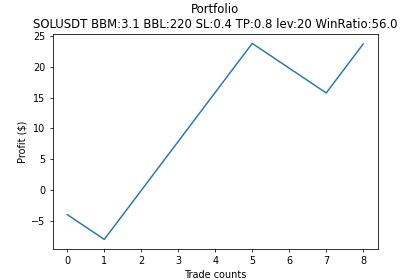 Portfolio
SOLUSDT BBM:3.1 BBL:220 SL:0.4 TP:0.8 lev:20 WinRatio:56.0
25
20
15
10
5
0
−5
Profit ($)
0 1 2 3 4 5 6 7 8
Trade counts